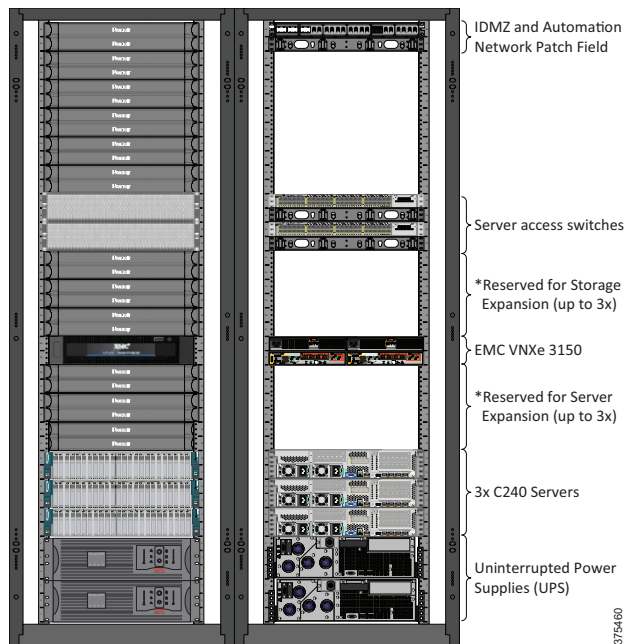 IDMZ and Automation
Network Patch Field
Server access switches
*Reserved for Storage
Expansion (up to 3x)
EMC VNXe 3150
EMC²
*Reserved for Server
Expansion (up to 3x)
3x C240 Servers
Uninterrupted Power
Supplies (UPS)
375460